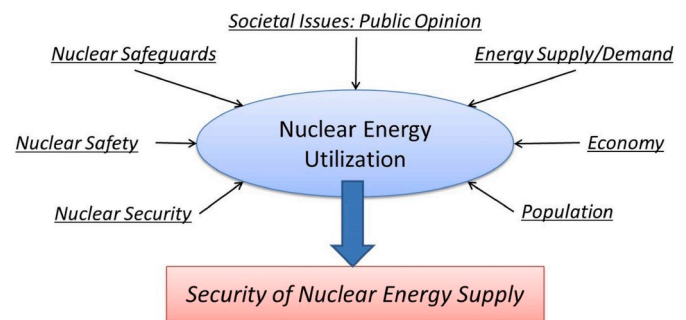 Societal Issues: Public Opinion
Nuclear Safeguards
Energy Supply/Demand
Nuclear Safety
Nuclear Energy
Utilization
Economy
Nuclear Security
Population
Security of Nuclear Energy Supply